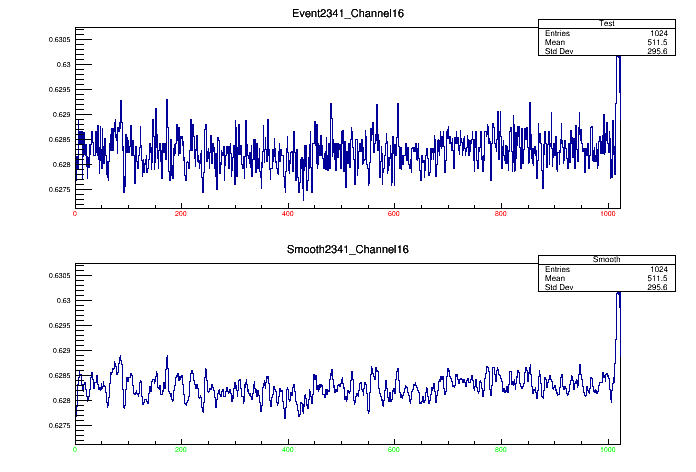 Event2341_Channel16
Test
Entries 1024
Mean 511.5
Std Dev 295.6
0.6305
0.63
0.6295
0.629
0.6285
0.628
0.6275
0 200 400 600 800 1000
Smooth2341_Channel16
Smooth
Entries 1024
Mean 511.5
Std Dev 295.6
0.6305
0.63
0.6295
0.629
0.6285
0.628
0.6275
0 200 400 600 800 1000